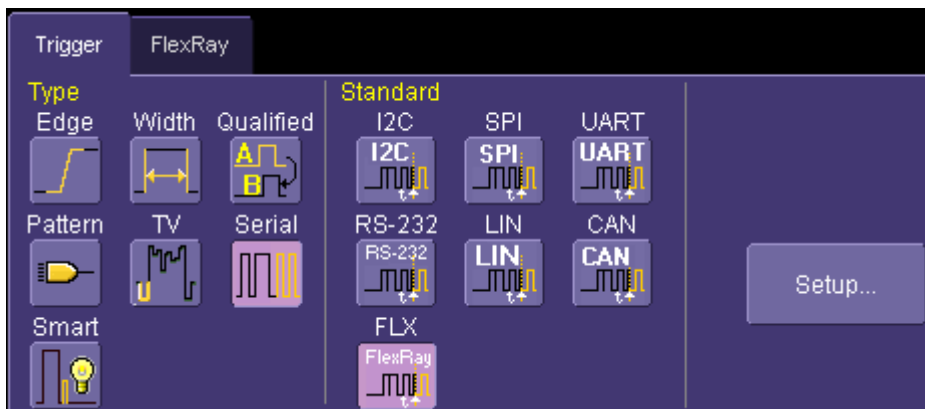 Trigger FlexRay
Type Standard
Edge Width Qualified I2C SPI UART
A
B
I2C SPI UART
t
t
t
Pattern TV Serial RS-232 LIN CAN
U
RS-232 LIN CAN
t
t
t
Setup...
Smart FLX
FlexRay
t